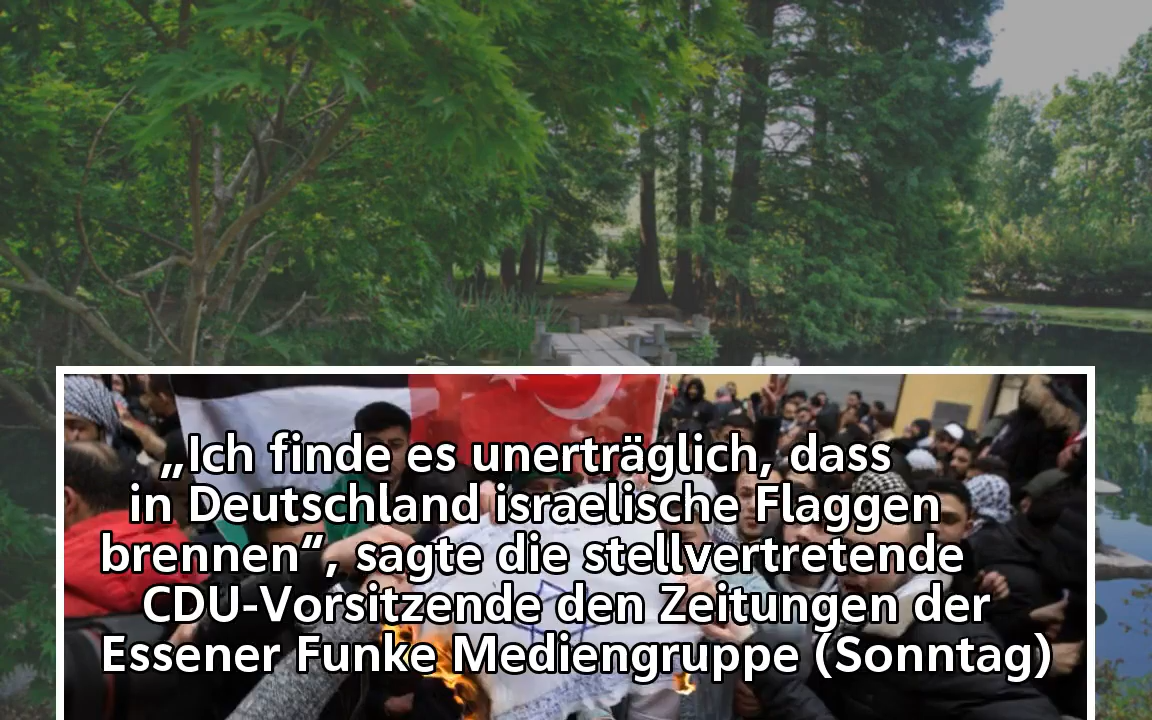 „Ich finde es unerträglich, dass
in Deutschland israelische Flaggen
brennen“, sagte die stellvertretende
CDU-Vorsitzende den Zeitungen der
Essener Funke Mediengruppe (Sonntag)